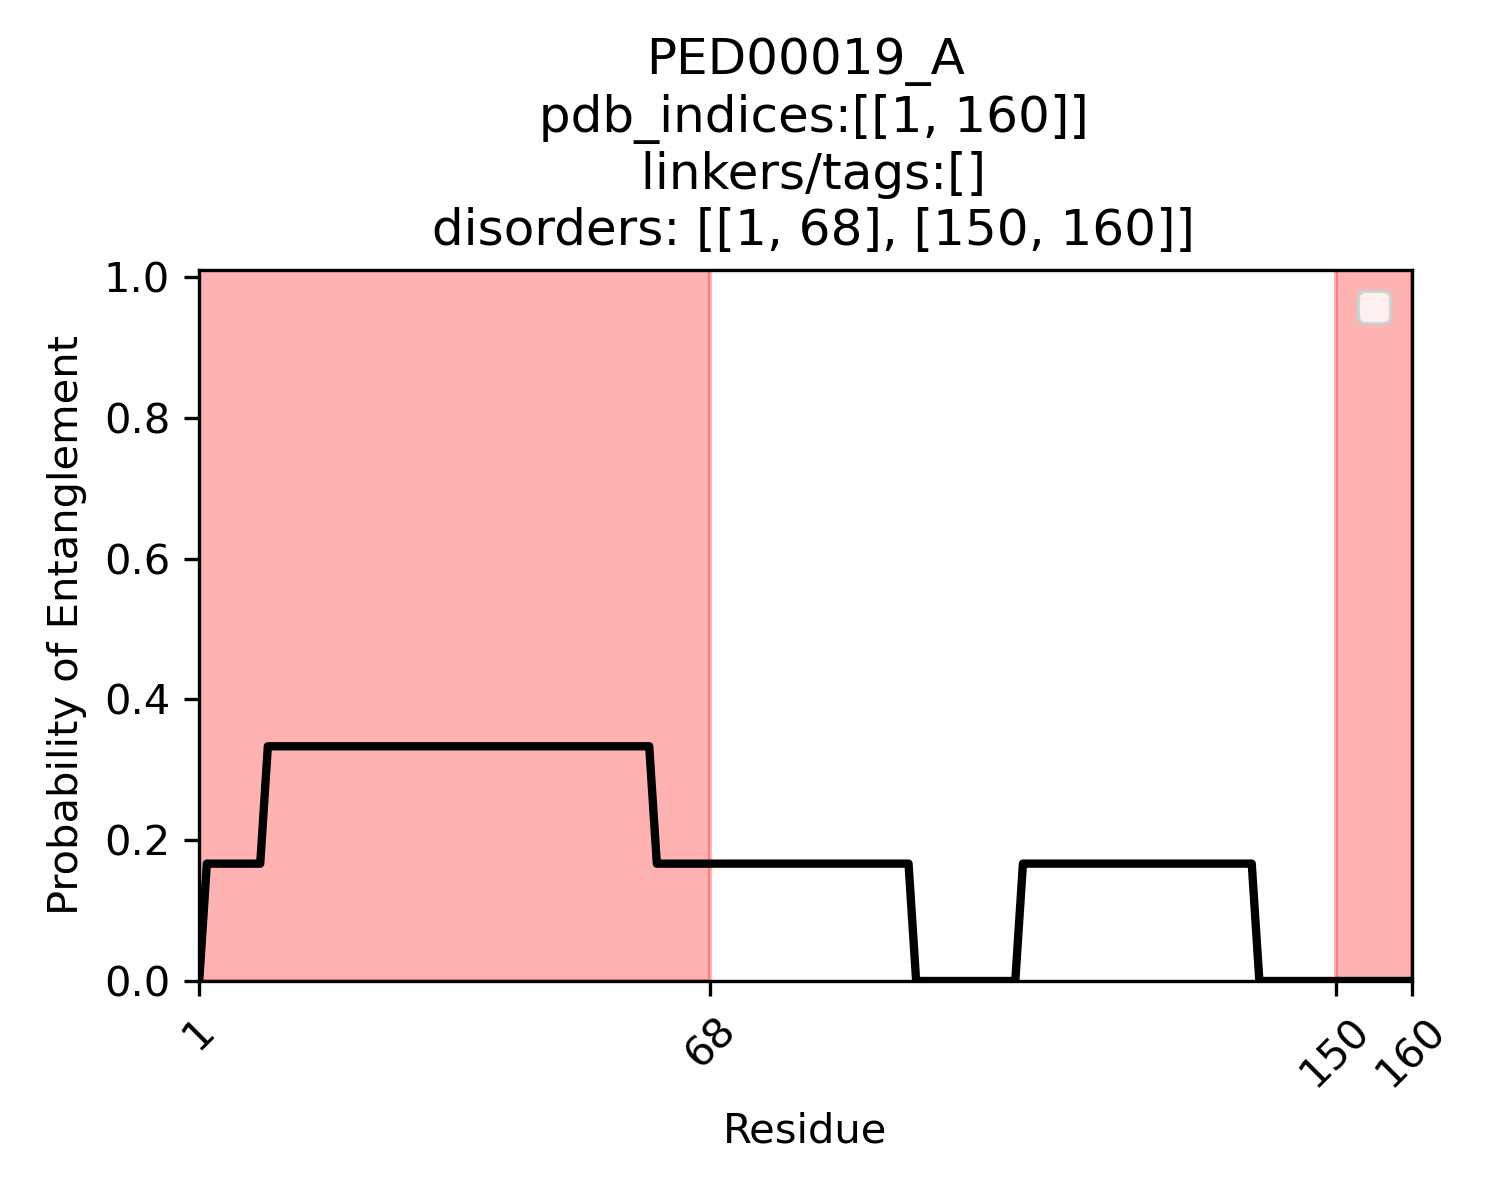 PED00019_A
pdb_indices:[[1, 160]]
linkers/tags:[]
disorders: [[1, 68], [150, 160]]
1.0
0.8
0.6
0.4
0.2
0.0
Probability of Entanglement
1
68
150
160
Residue